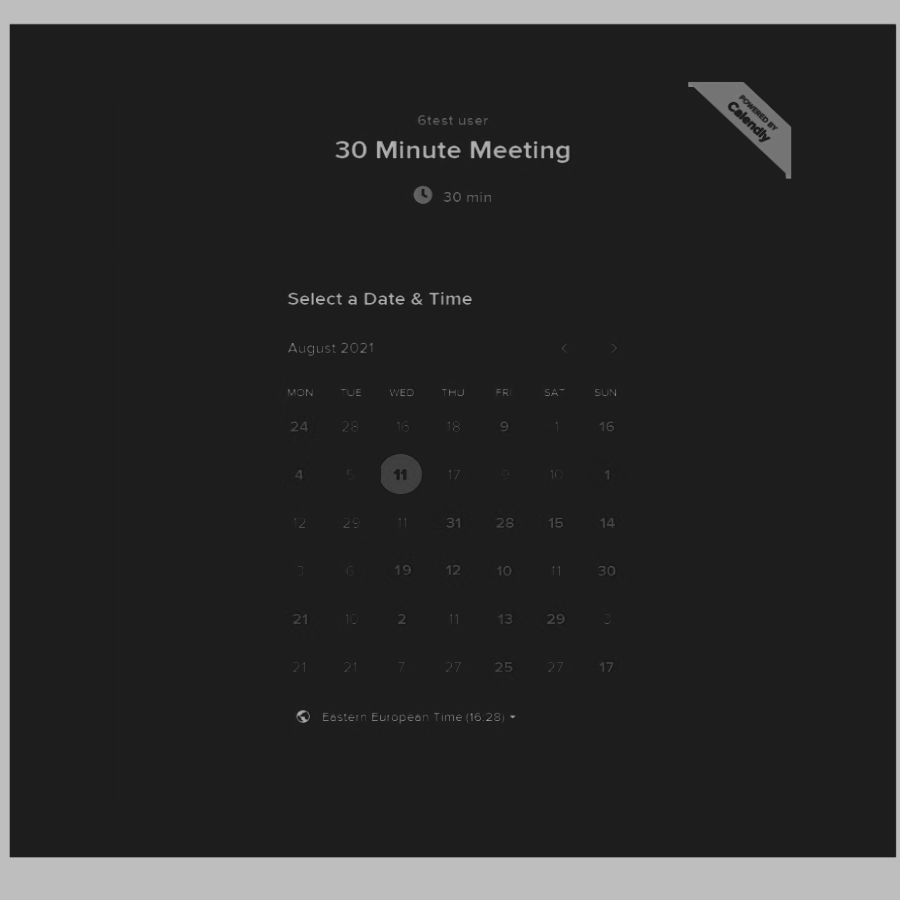 POWERED BY
Calendly
6test user
30 Minute Meeting
30 min
Select a Date & Time
August 2021
MON TUE WED THU FRI SAT SUN
24 28 16 18 9 1 16
4 5 11 17 9 10 1
12 29 11 31 28 15 14
3 6 19 12 10 11 30
21 10 2 11 13 29 3
21 21 7 27 25 27 17
Eastern European Time (16:28)